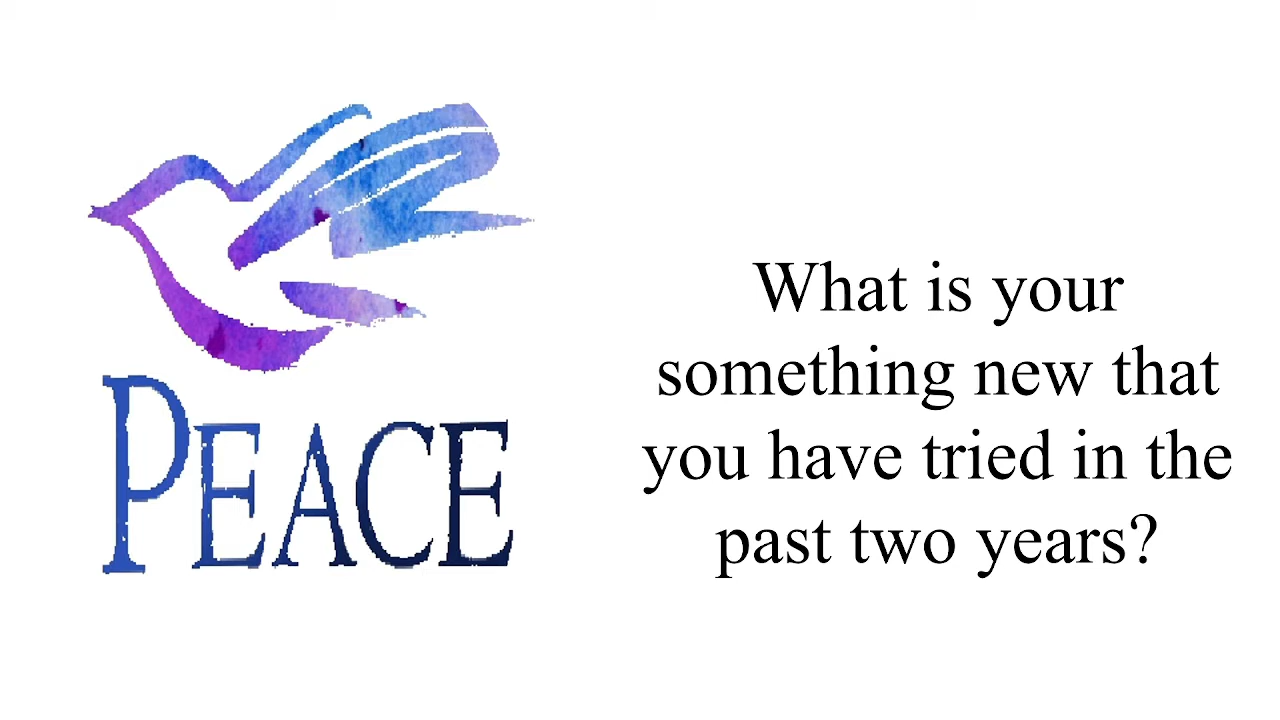 PEACE
What is your
something new that
you have tried in the
past two years?